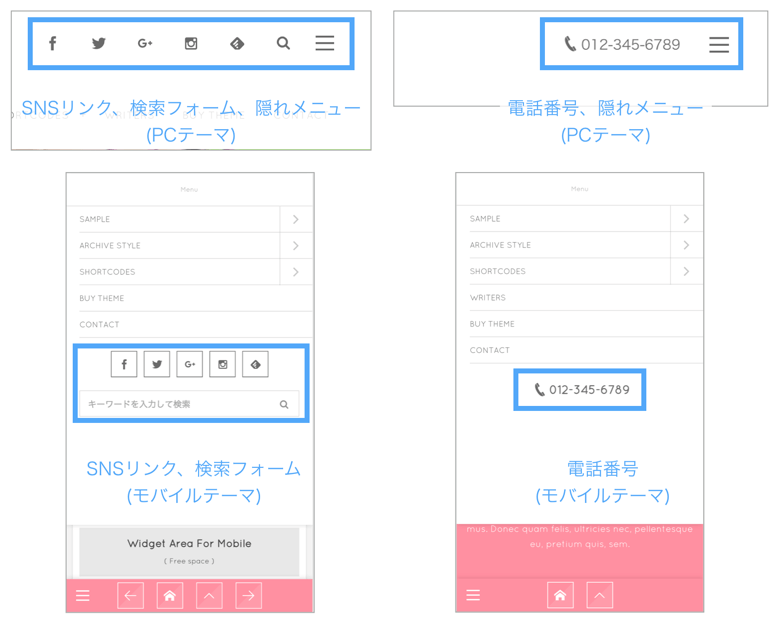 012-345-6789
SNSリンク、検索フォーム、隠れメニュー
(PCテーマ)
電話番号、隠れメニュー
(PCテーマ)
Menu
SAMPLE
ARCHIVE STYLE
SHORTCODES
BUY THEME
CONTACT
キーワードを入力して検索
SNSリンク、検索フォーム
(モバイルテーマ)
Widget Area For Mobile
( Free space )
Menu
SAMPLE
ARCHIVE STYLE
SHORTCODES
WRITERS
BUY THEME
CONTACT
012-345-6789
電話番号
(モバイルテーマ)
mus. Donec quam felis, ultricies nec, pellentesque
eu, pretium quis, sem.